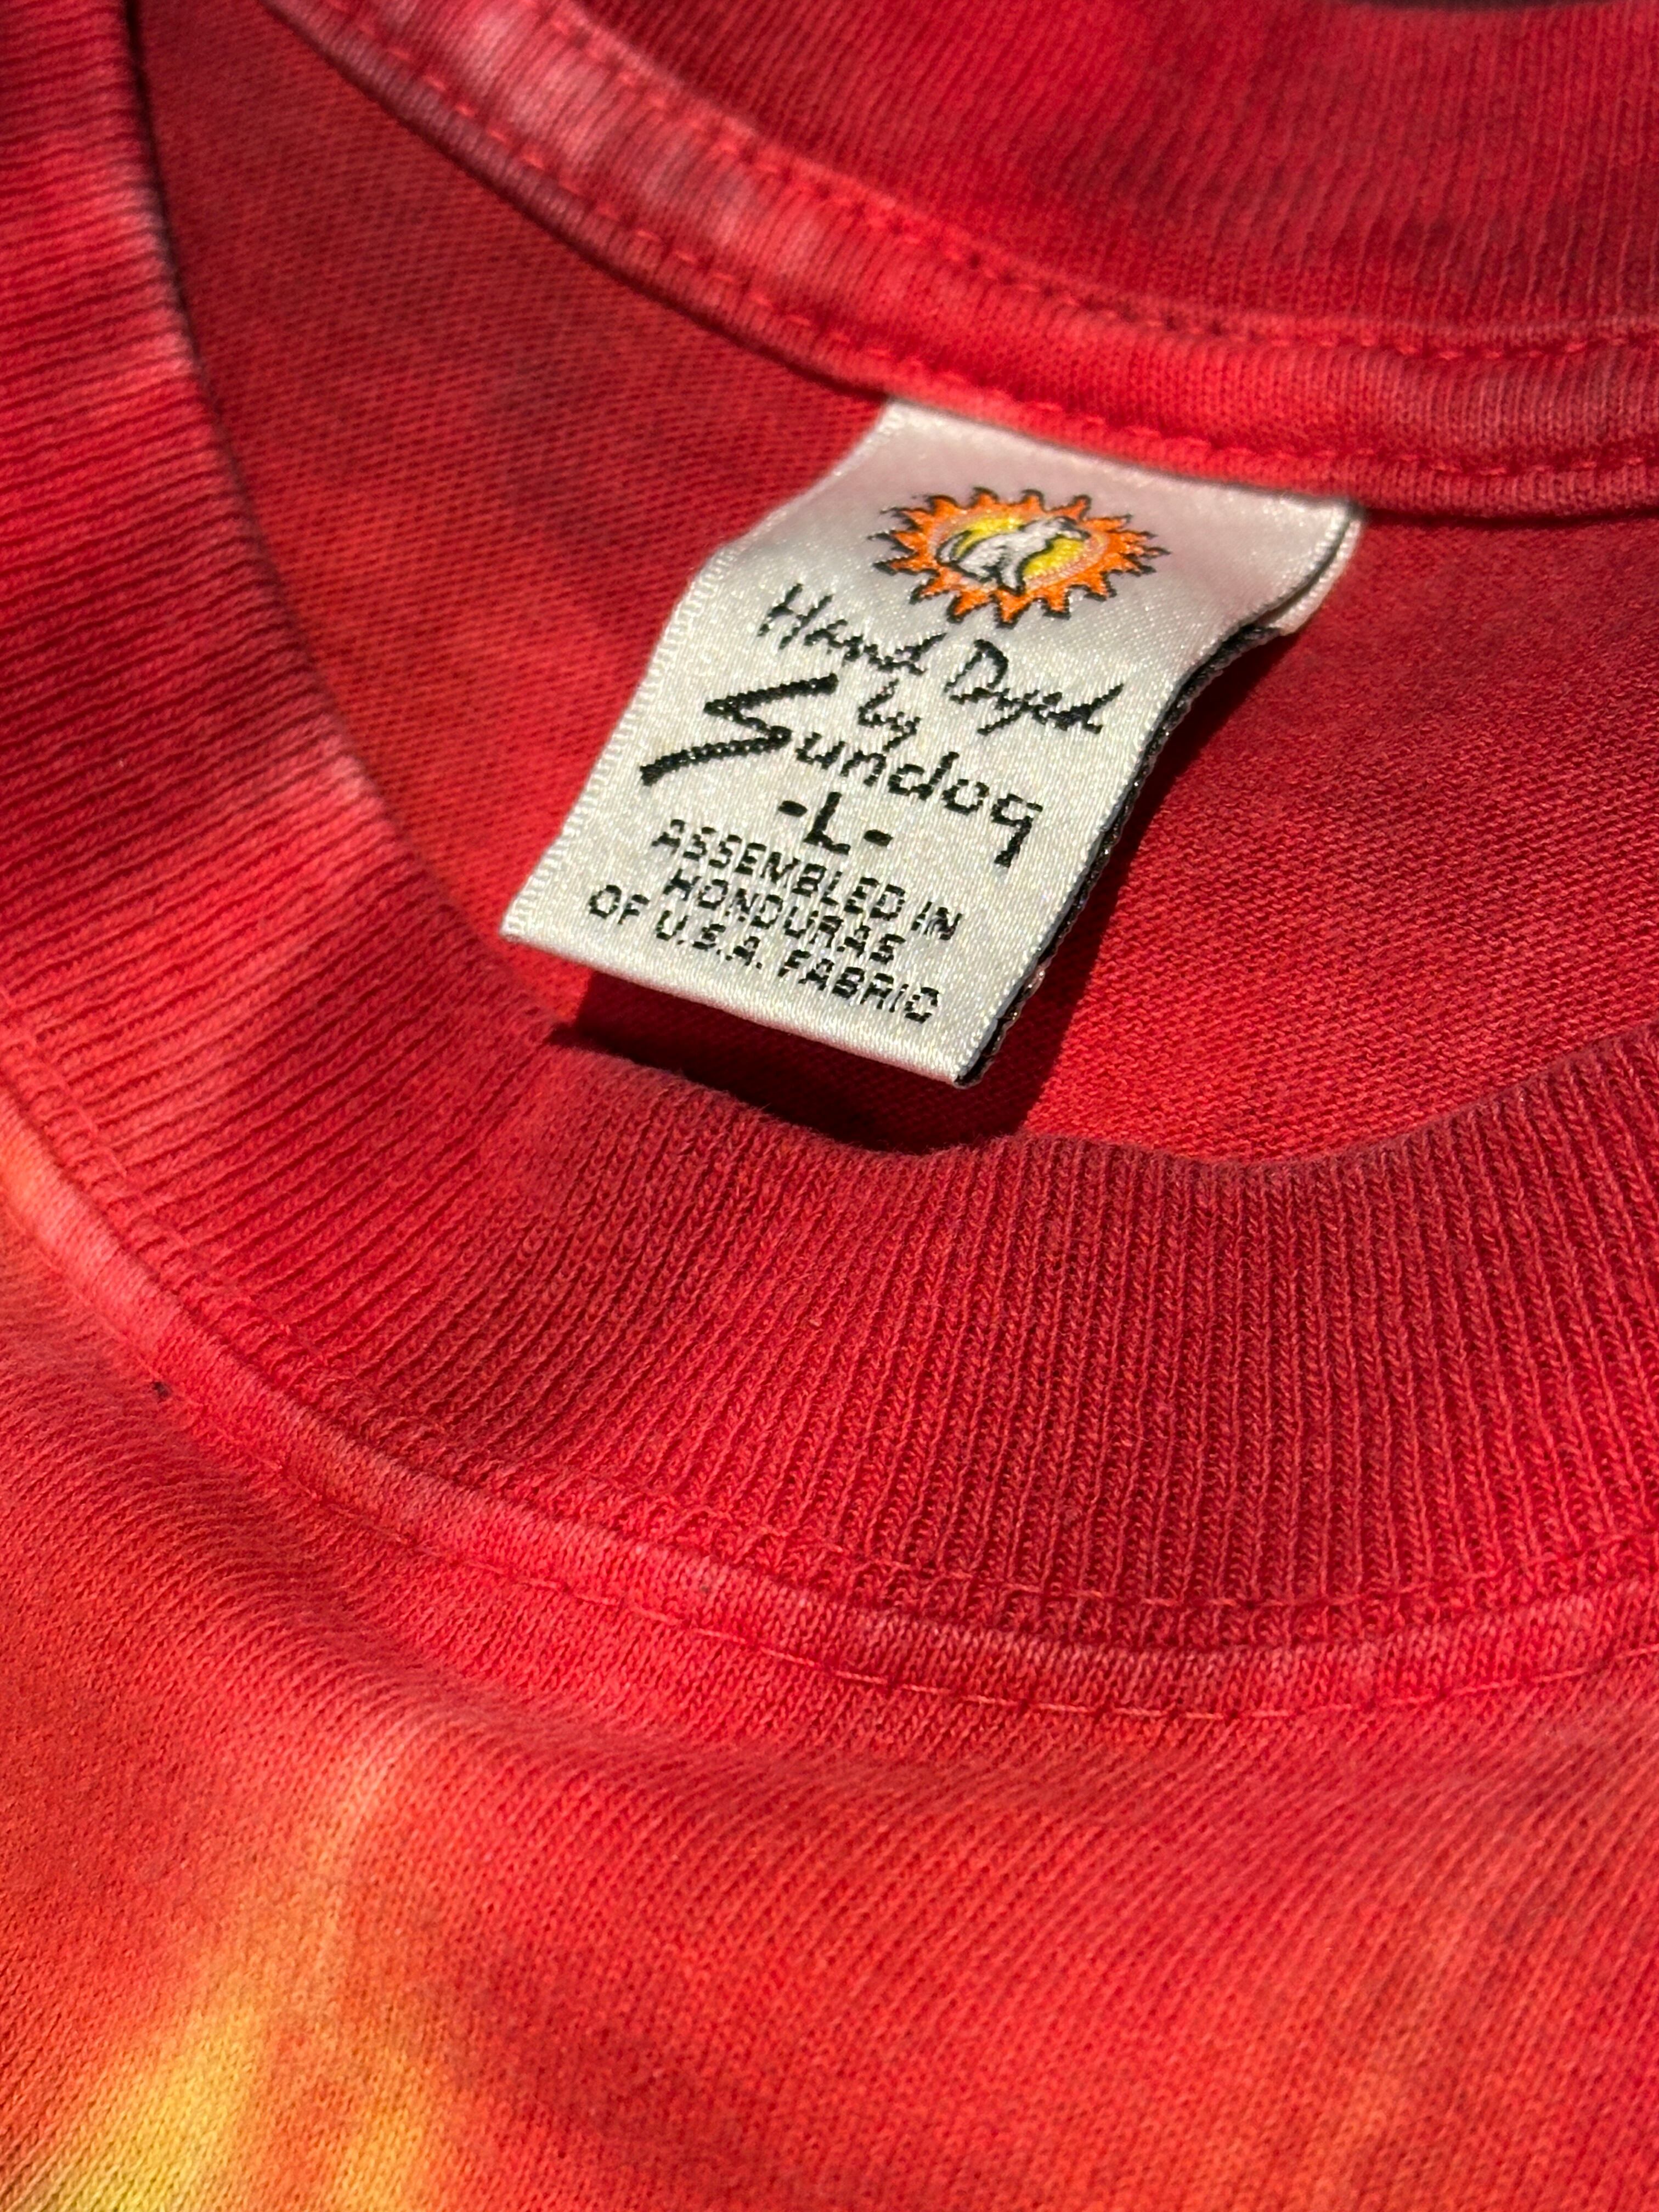 Hand Dyed
by
Sundog
-L-
ASSEMBLED IN
HONDURAS
OF U.S.A. FABRIC